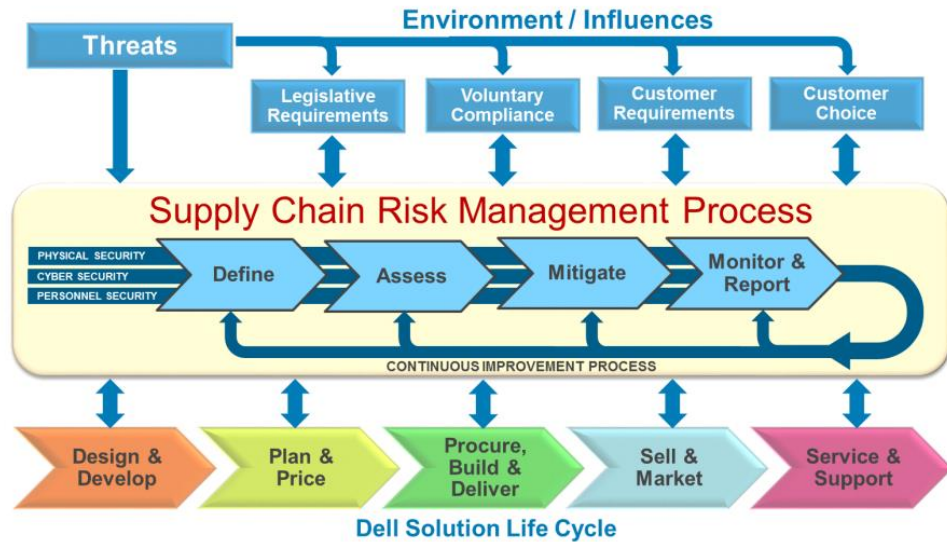 Environment / Influences
Threats
Legislative
Requirements
Voluntary
Compliance
Customer
Requirements
Customer
Choice
Supply Chain Risk Management Process
PHYSICAL SECURITY
CYBER SECURITY
PERSONNEL SECURITY
Define
Assess
Mitigate
Monitor &
Report
CONTINUOUS IMPROVEMENT PROCESS
Design &
Develop
Plan &
Price
Procure,
Build &
Deliver
Sell &
Market
Service &
Support
Dell Solution Life Cycle